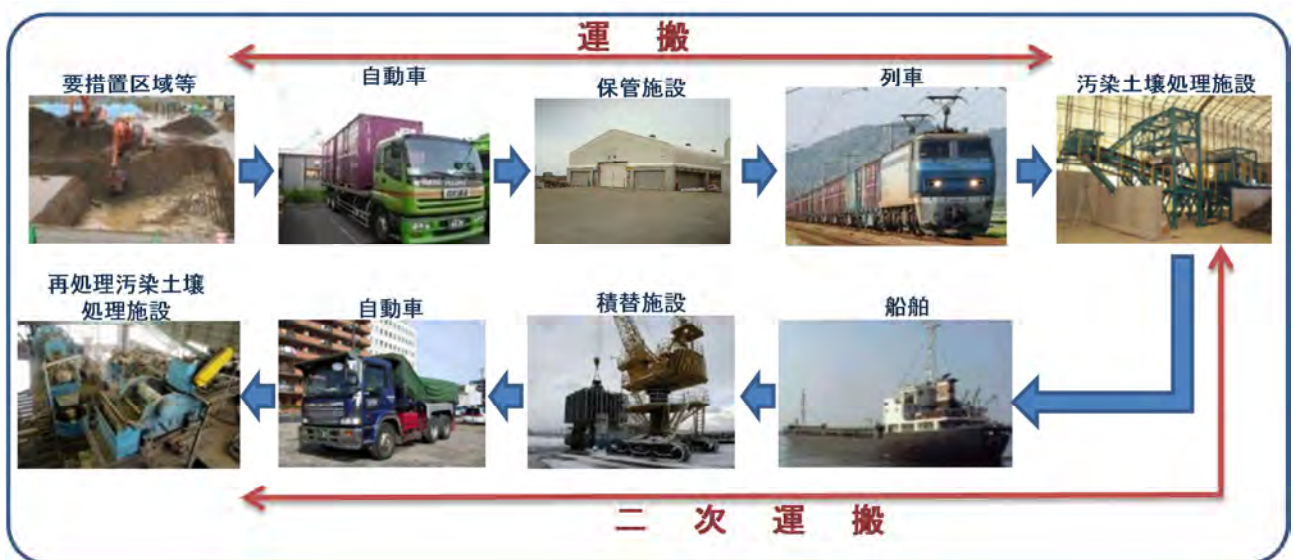 運搬
要措置区域等
自動車
保管施設
列車
汚染土壌処理施設
再処理汚染土壌
処理施設
自動車
積替施設
船舶
二次運搬